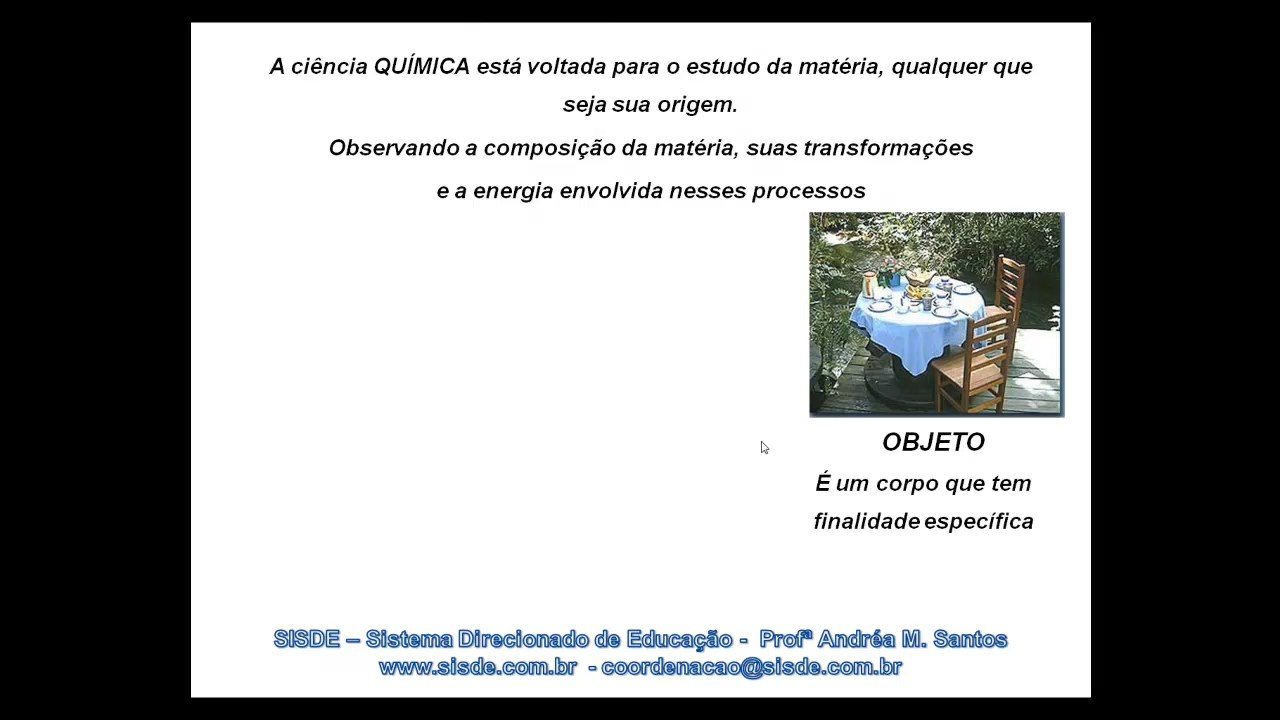 A ciência QUÍMICA está voltada para o estudo da matéria, qualquer que
seja sua origem.
Observando a composição da matéria, suas transformações
e a energia envolvida nesses processos
OBJETO
É um corpo que tem
finalidade específica
SISDE – Sistema Direcionado de Educação - Profª Andréa M. Santos
www.sisde.com.br - coordenacao@sisde.com.br